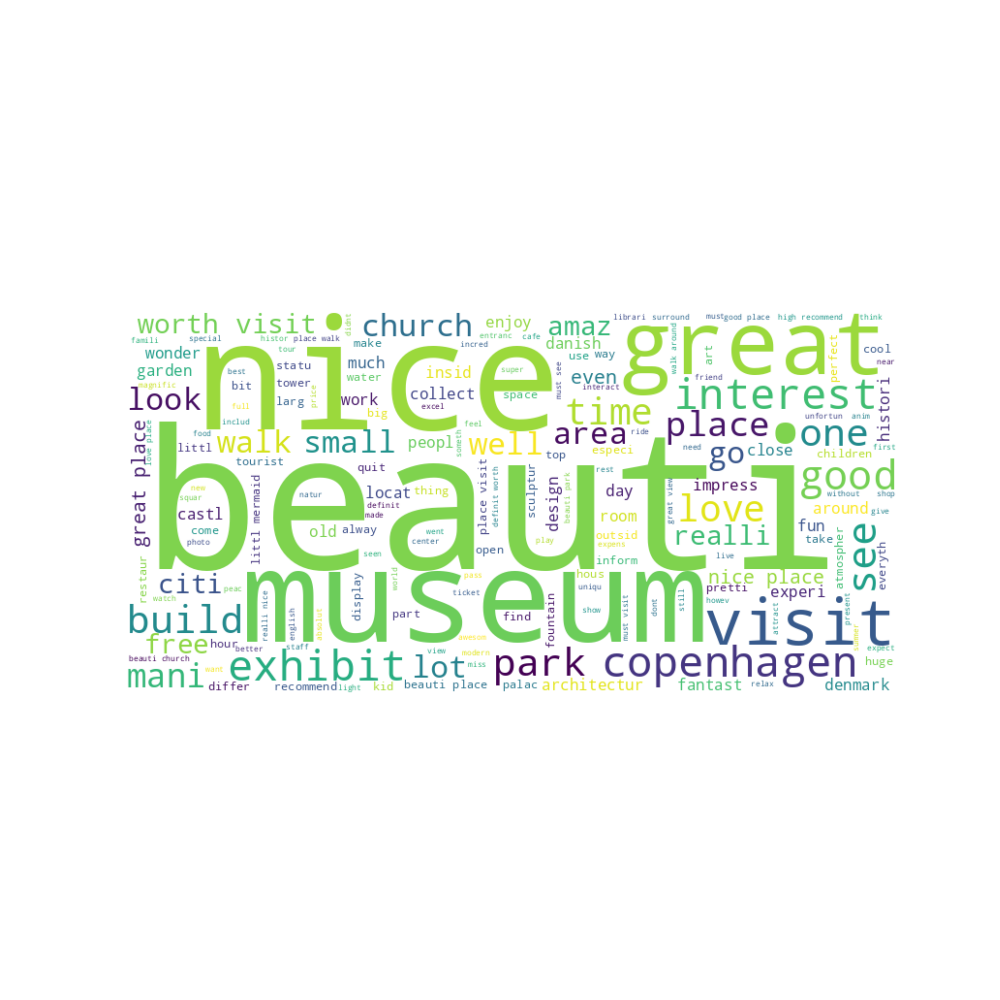 beauti
nice
museum
great
visit
copenhagen
exhibit
park
build
interest
good
see
one
place
love
time
area
small
walk
well
church
worth visit
look
citi
free
mani
lot
go
realli
amaz
great place
nice place
garden
wonder
castl
littl
tourist
come
old
alway
quit
locat
thing
peopl
much
make
water
work
big
statu
tower
bit
larg
insid
collect
enjoy
danish
use
way
even
space
top
especi
day
room
outsid
inform
hous
design
sculptur
place visit
open
impress
close
histori
cool
perfect
art
children
around
fun
take
atmospher
everyth
pretti
experi
huge
denmark
fantast
architectur
palac
beauti place
kid
recommend
differ
hour
display
part
find
fountain
littl mermaid
restaur
love place
famili
special
histor
place walk
tour
didnt
entranc
cafe
incred
super
must see
interact
excel
friend
walk around
librari surround
must
good place
high recommend
think
near
first
unfortun
anim
without
shop
give
need
ride
rest
great view
live
beauti park
definit worth
play
expens
someth
feel
price
best
full
includ
magnific
food
natur
new
squar
photo
peac
watch
beauti church
realli nice
better
english
staff
absolut
light
definit
made
seen
went
center
world
pass
ticket
awesom
modern
view
miss
uniqu
show
must visit
dont
still
howev
attract
present
summer
expect
relax